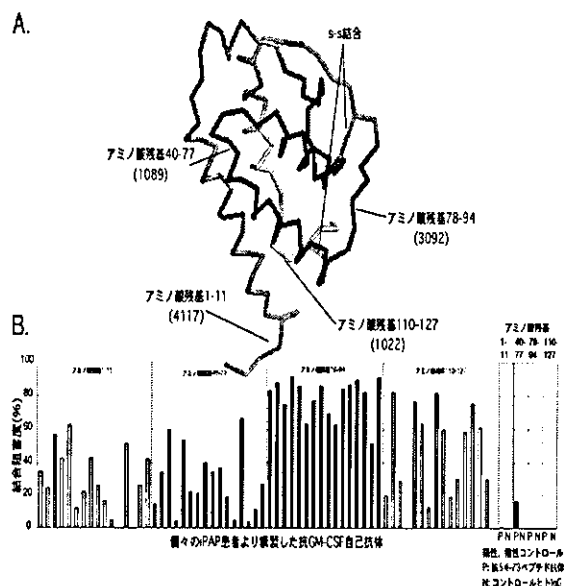 A.
s-s結合
アミノ酸残基40-77
(1089)
アミノ酸残基78-94
(3092)
アミノ酸残基1-11
(4117)
アミノ酸残基110-127
(1022)
B.
結合阻害度(%)
100
80
60
40
20
0
アミノ酸残基
1- 40- 78- 110-
11 77 94 127
P N P N P N P N
個々のiPAP患者より精製した抗GM-CSF自己抗体
陽性、陰性コントロール
P: 抗54-73ペプチド抗体
N: コントロールヒトIgG